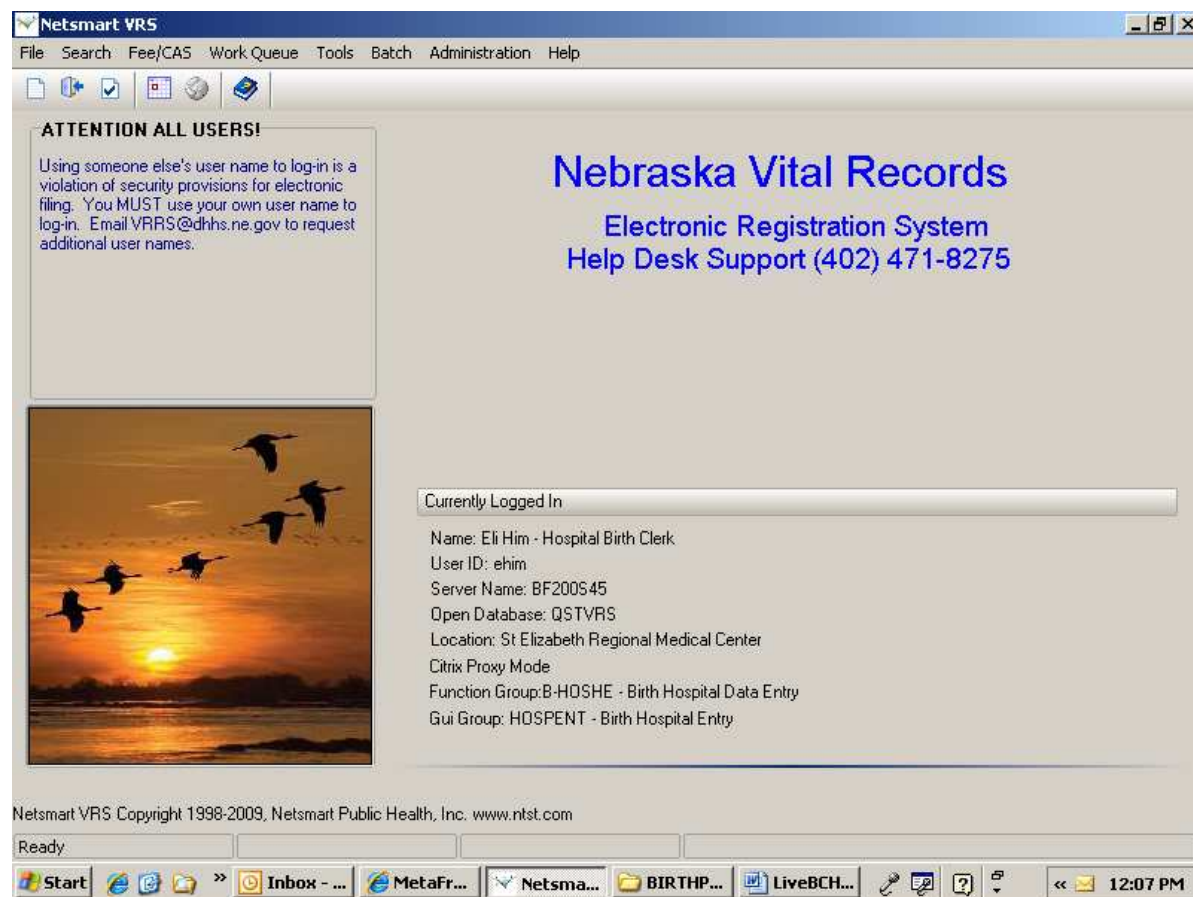 Netsmart VRS
File Search Fee/CAS Work Queue Tools Batch Administration Help
ATTENTION ALL USERS!
Using someone else's user name to log-in is a
violation of security provisions for electronic
filing. You MUST use your own user name to
log-in. Email VRRS@dhhs.ne.gov to request
additional user names.
Nebraska Vital Records
Electronic Registration System
Help Desk Support (402) 471-8275
Currently Logged In
Name: Eli Him - Hospital Birth Clerk
User ID: ehim
Server Name: BF200S45
Open Database: QSTVRS
Location: St Elizabeth Regional Medical Center
Citrix Proxy Mode
Function Group:B-HOSHE - Birth Hospital Data Entry
Gui Group: HOSPENT - Birth Hospital Entry
Netsmart VRS Copyright 1998-2009, Netsmart Public Health, Inc. www.ntst.com
Ready
Start » Inbox - ... MetaFr... Netsma... BIRTHP... LiveBCH... « 12:07 PM